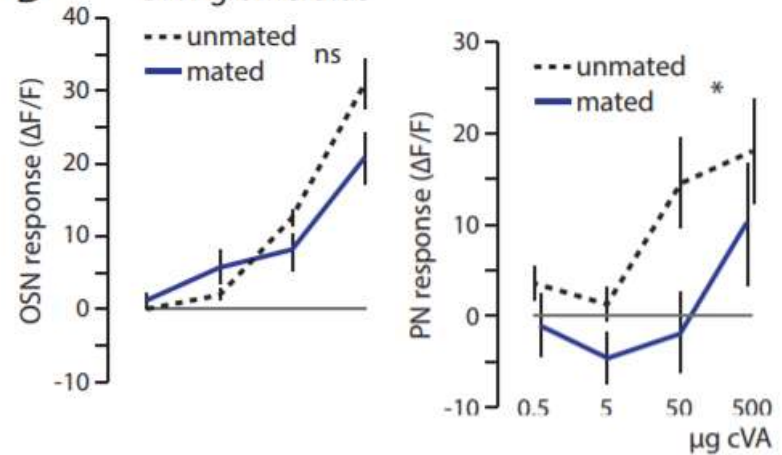 40
30
20
10
0
-10
OSN response (ΔF/F)
unmated
mated
ns
30
20
10
0
-10
PN response (ΔF/F)
unmated
mated
*
0.5 5 50 500
µg cVA